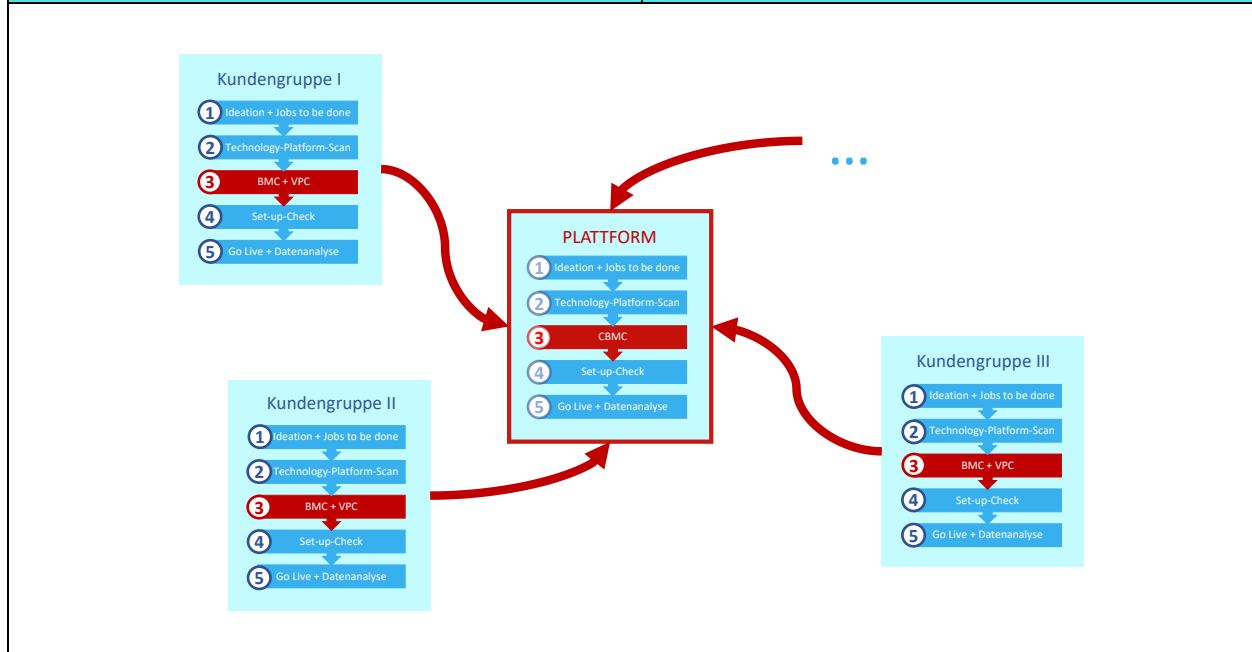 Kundengruppe I
1 Ideation + Jobs to be done
2 Technology-Platform-Scan
3 BMC + VPC
4 Set-up-Check
5 Go Live + Datenanalyse
...
PLATTFORM
1 Ideation + Jobs to be done
2 Technology-Platform-Scan
3 CBMC
4 Set-up-Check
5 Go Live + Datenanalyse
Kundengruppe II
1 Ideation + Jobs to be done
2 Technology-Platform-Scan
3 BMC + VPC
4 Set-up-Check
5 Go Live + Datenanalyse
Kundengruppe III
1 Ideation + Jobs to be done
2 Technology-Platform-Scan
3 BMC + VPC
4 Set-up-Check
5 Go Live + Datenanalyse